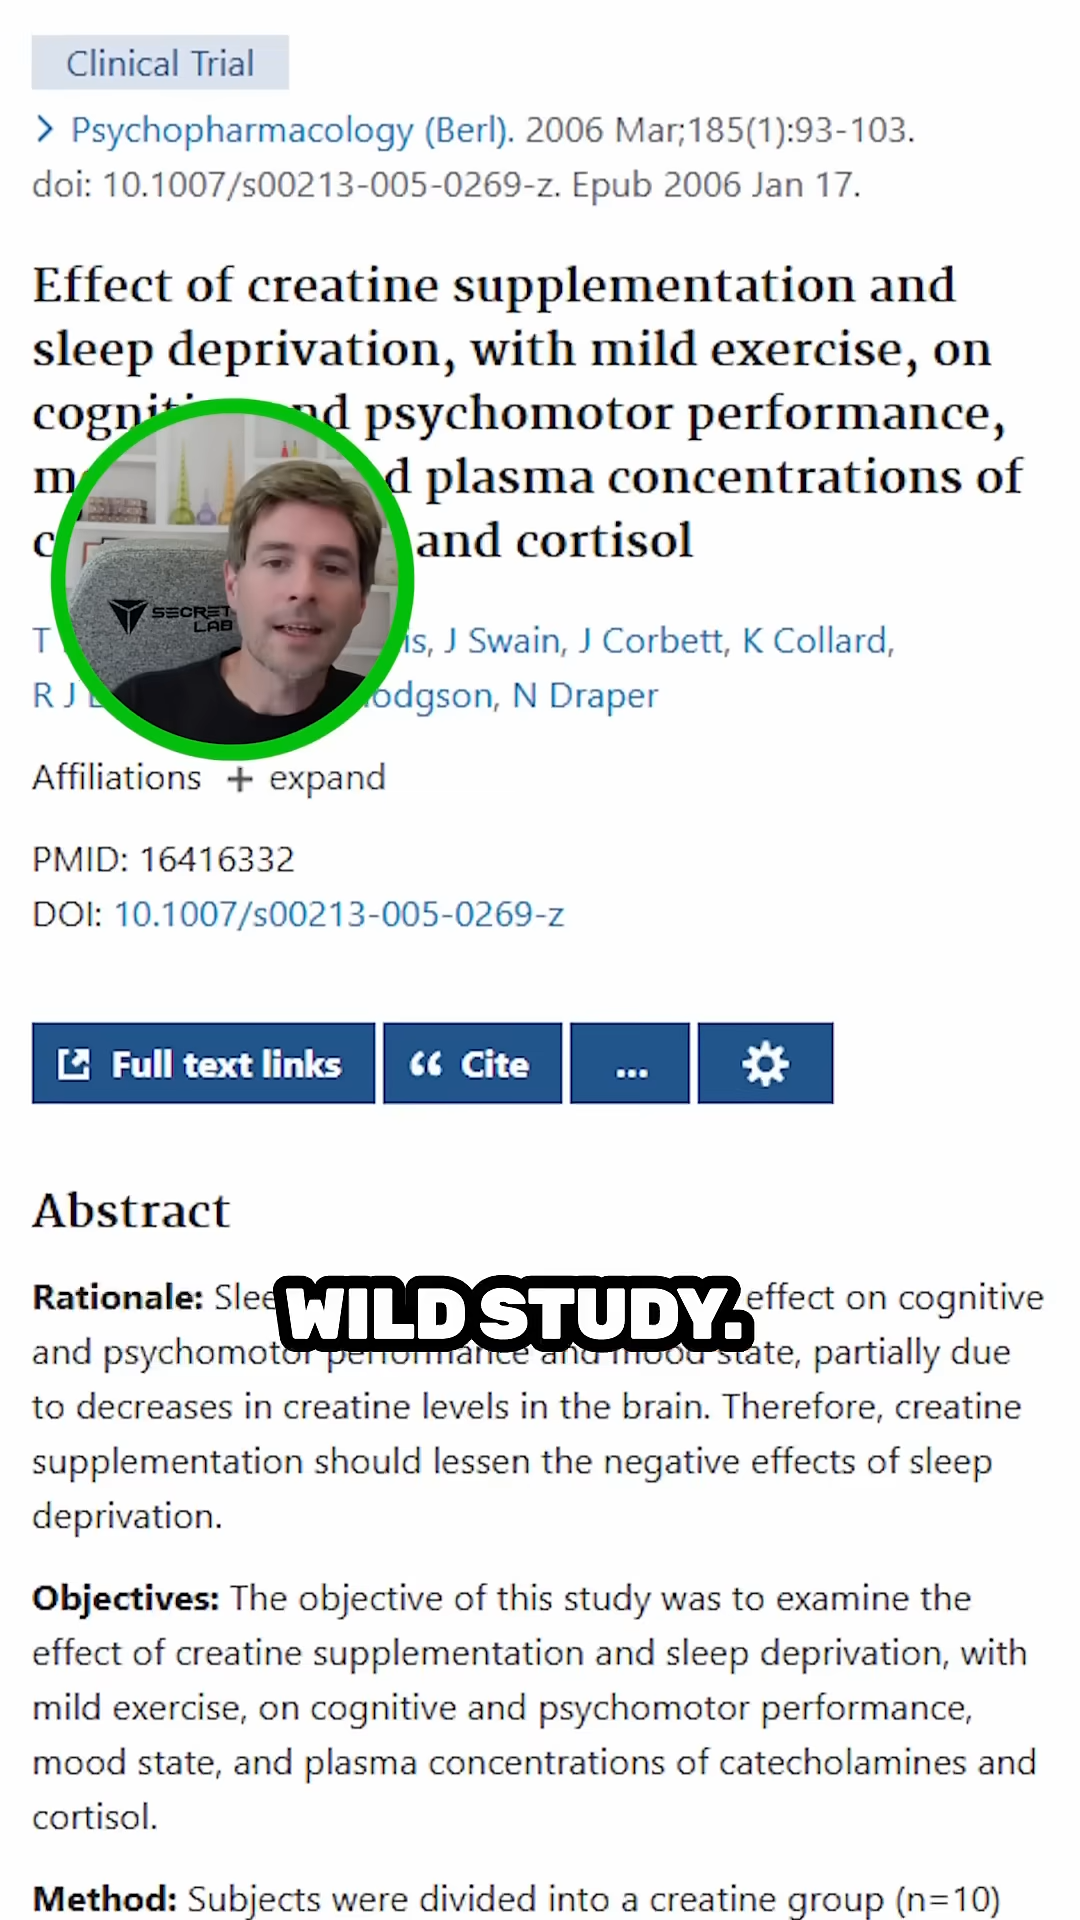 Clinical Trial
> Psychopharmacology (Berl). 2006 Mar;185(1):93-103.
doi: 10.1007/s00213-005-0269-z. Epub 2006 Jan 17.
Effect of creatine supplementation and
sleep deprivation, with mild exercise, on
and psychomotor performance,
plasma concentrations of
and cortisol
SECRET
LAB
T J Swain, J Corbett, K Collard,
R J N Draper
Affiliations + expand
PMID: 16416332
DOI: 10.1007/s00213-005-0269-z
Full text links
Cite
...
Abstract
Rationale: effect on cognitive
WILD STUDY.
and psychomotor performance and mood state, partially due
to decreases in creatine levels in the brain. Therefore, creatine
supplementation should lessen the negative effects of sleep
deprivation.
Objectives: The objective of this study was to examine the
effect of creatine supplementation and sleep deprivation, with
mild exercise, on cognitive and psychomotor performance,
mood state, and plasma concentrations of catecholamines and
cortisol.
Method: Subjects were divided into a creatine group (n=10)